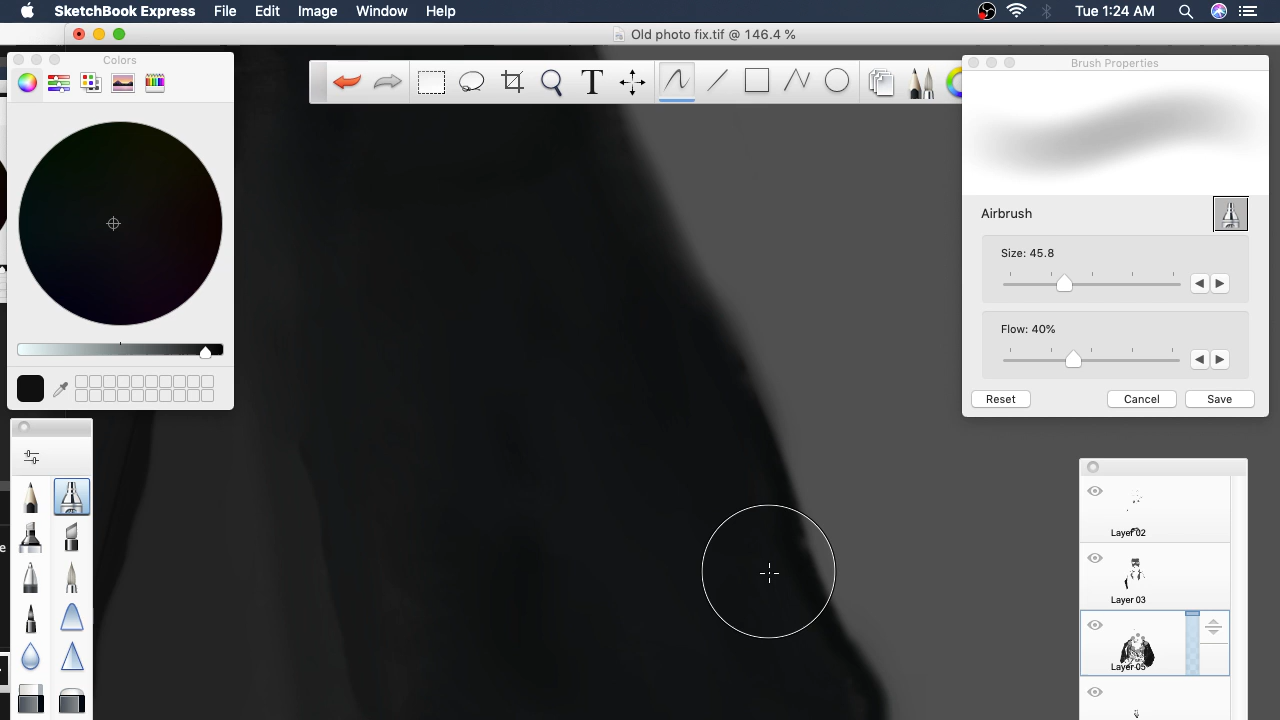 SketchBook Express File Edit Image Window Help Tue 1:24 AM
Old photo fix.tif @ 146.4 %
Colors
T
Brush Properties
Airbrush
Size: 45.8
Flow: 40%
Reset Cancel Save
Layer 02
Layer 03
Layer 05
e